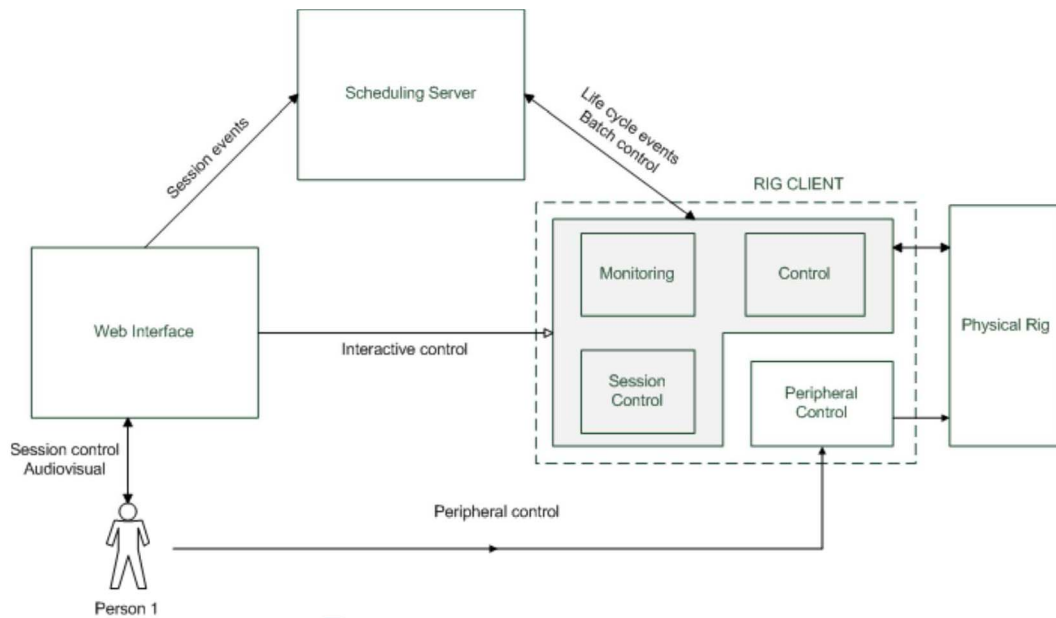 Scheduling Server
Session events
Life cycle events
Batch control
RIG CLIENT
Monitoring
Control
Web Interface
Physical Rig
Interactive control
Session
Control
Peripheral
Control
Session control
Audiovisual
Peripheral control
Person 1